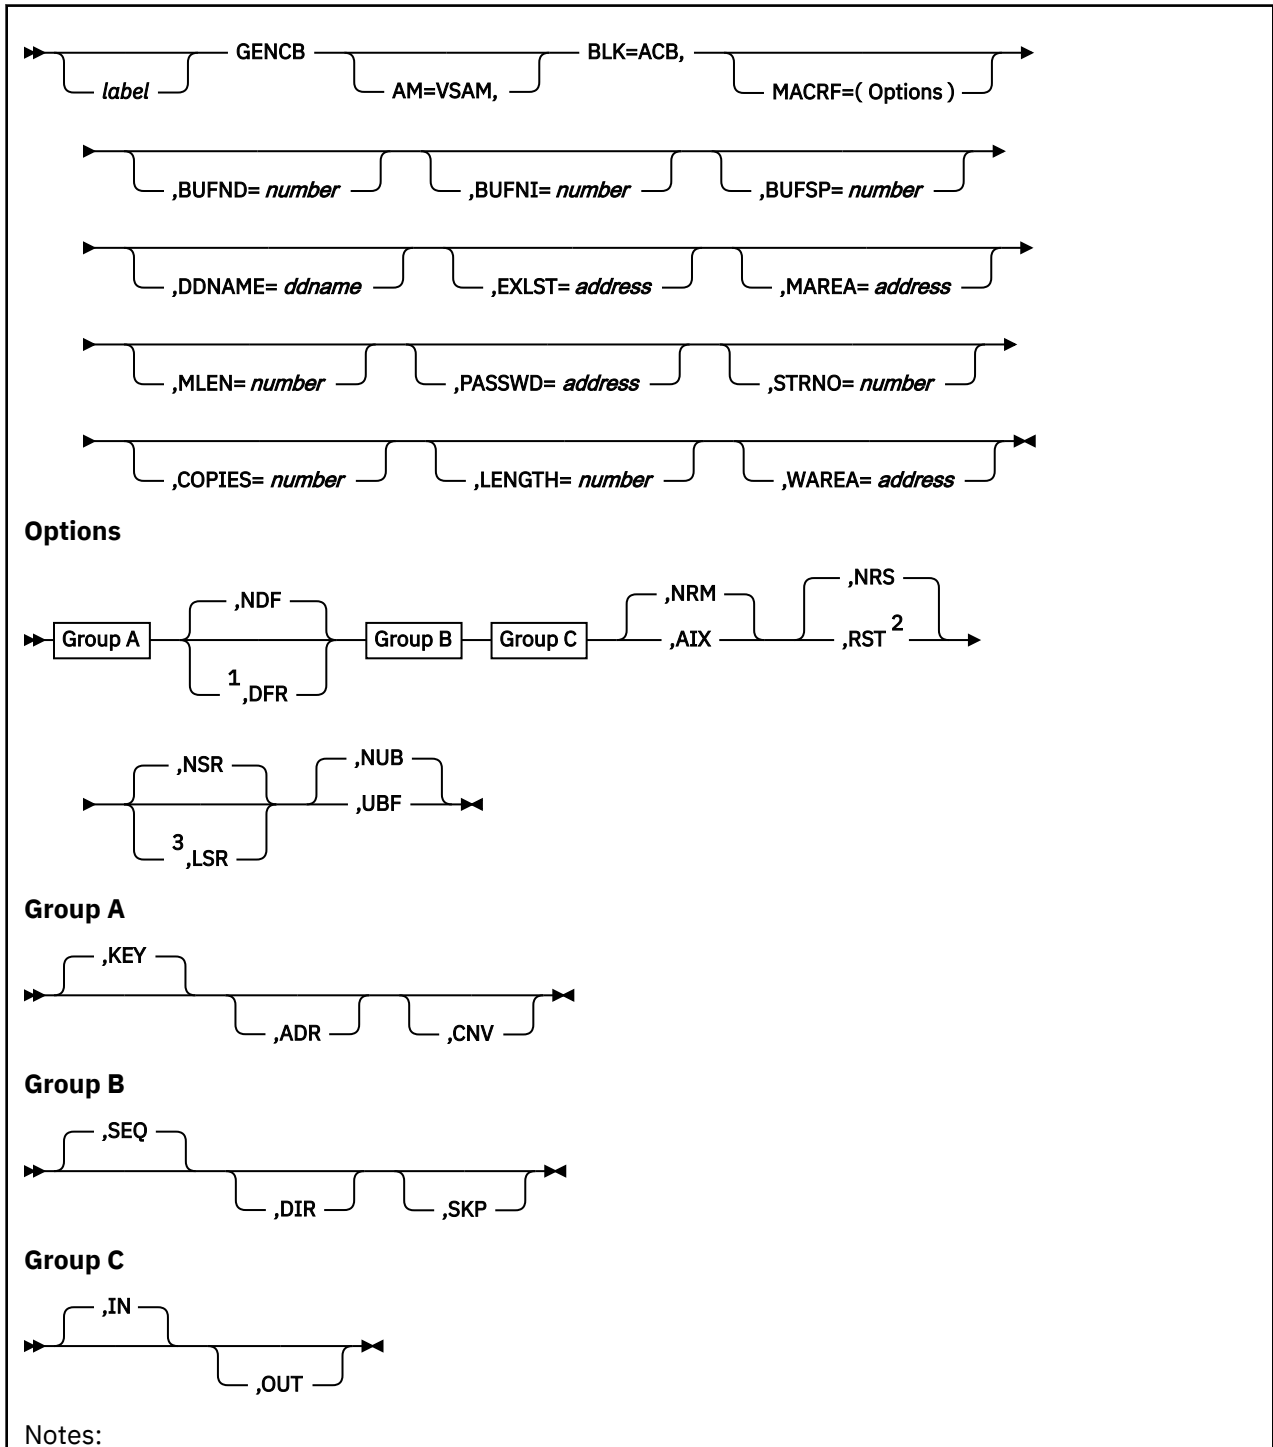 GENCB BLK=ACB,
label AM=VSAM, MACRF=( Options )
,BUFND= number ,BUFNI= number ,BUFSP= number
,DDNAME= ddname ,EXLST= address ,MAREA= address
,MLEN= number ,PASSWD= address ,STRNO= number
,COPIES= number ,LENGTH= number ,WAREA= address
Options
,NDF ,NRM ,NRS
Group A Group B Group C ,AIX ,RST 2
1 ,DFR
,NSR ,NUB
,UBF
3 ,LSR
Group A
,KEY
,ADR ,CNV
Group B
,SEQ
,DIR ,SKP
Group C
,IN
,OUT
Notes: